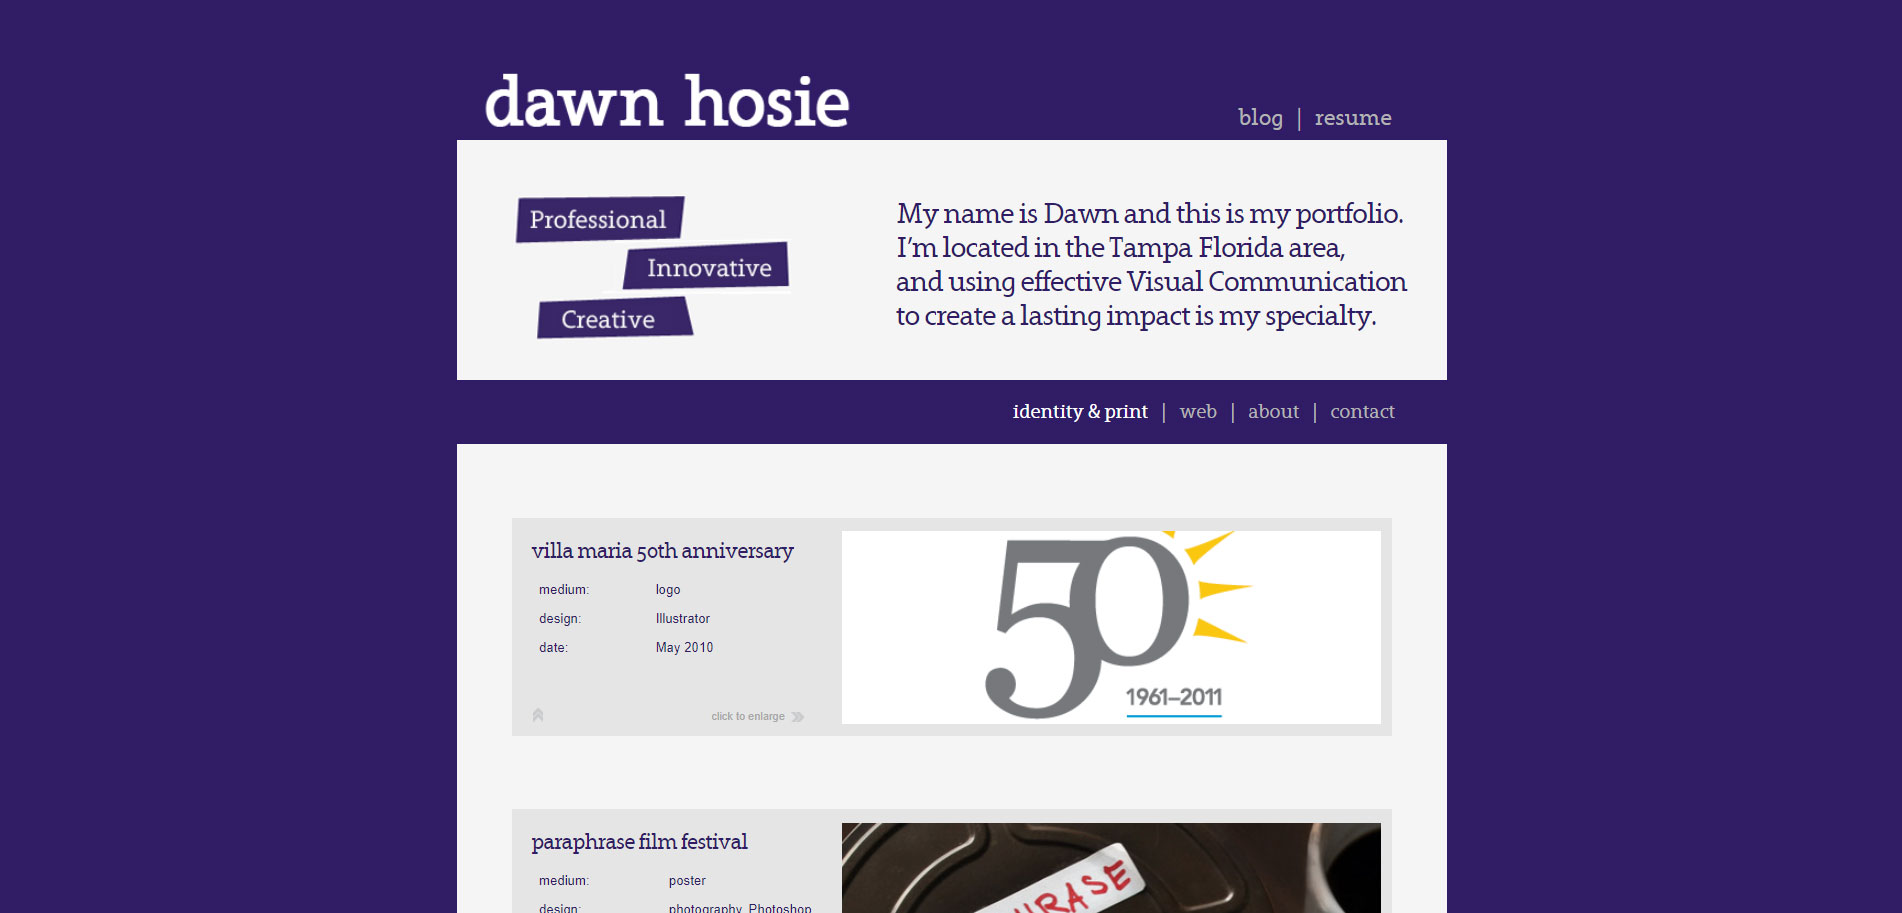 dawn hosie
blog | resume
Professional
Innovative
Creative
My name is Dawn and this is my portfolio.
I'm located in the Tampa Florida area,
and using effective Visual Communication
to create a lasting impact is my specialty.
identity & print | web | about | contact
villa maria 50th anniversary
medium: logo
design: Illustrator
date: May 2010
click to enlarge
50
1961–2011
paraphrase film festival
medium: poster
design: photography, Photoshop